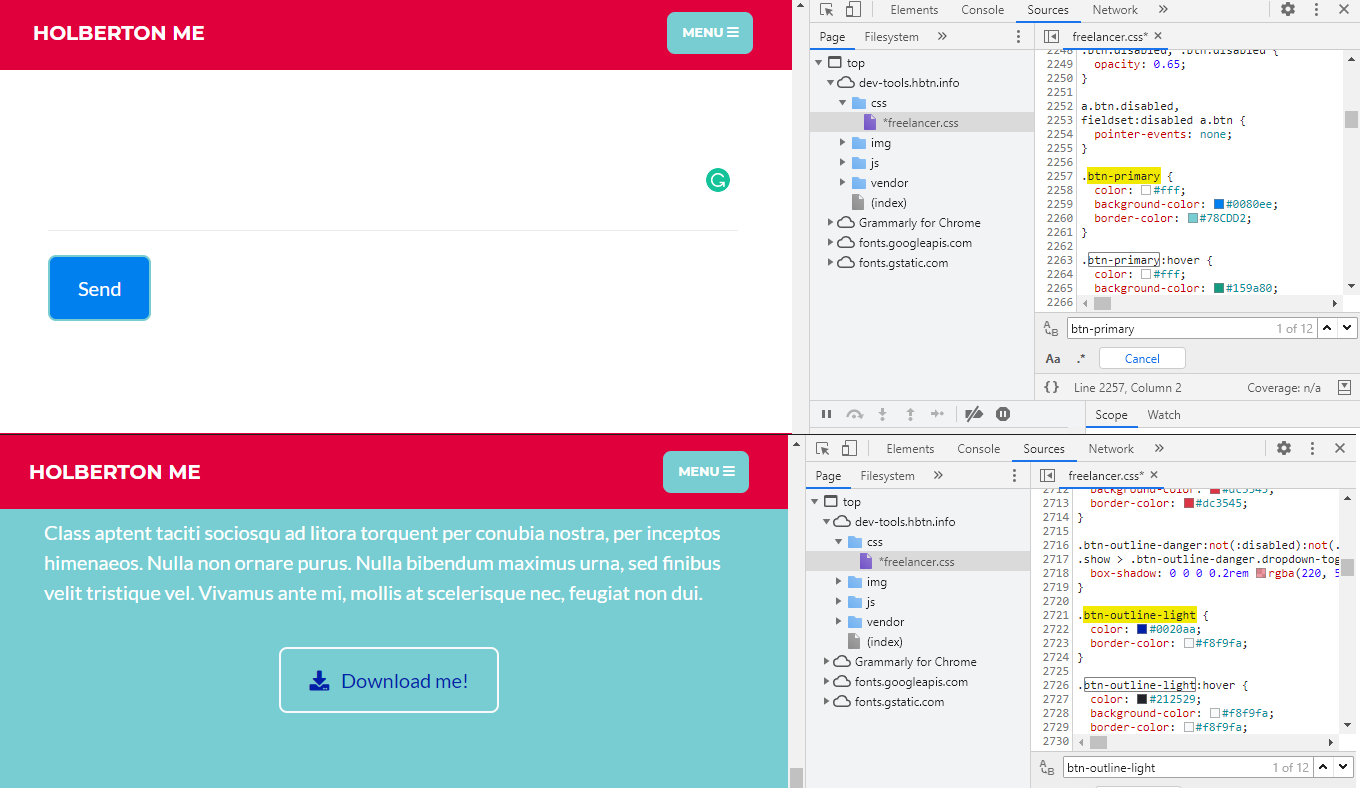 HOLBERTON ME
MENU
Send
Elements Console Sources Network »
Page Filesystem »
freelancer.css* ×
top
dev-tools.hbtn.info
css
*freelancer.css
img
js
vendor
(index)
Grammarly for Chrome
fonts.googleapis.com
fonts.gstatic.com
2248 .btn.disabled, .btn:disabled {
2249 opacity: 0.65;
2250 }
2251
2252 a.btn.disabled,
2253 fieldset:disabled a.btn {
2254 pointer-events: none;
2255 }
2256
2257 .btn-primary {
2258 color: #fff;
2259 background-color: #0080ee;
2260 border-color: #78CDD2;
2261 }
2262
2263 .btn-primary:hover {
2264 color: #fff;
2265 background-color: #159a80;
2266
btn-primary 1 of 12
Aa .* Cancel
{} Line 2257, Column 2 Coverage: n/a
Scope Watch
HOLBERTON ME
MENU
Class aptent taciti sociosqu ad litora torquent per conubia nostra, per inceptos
himenaeos. Nulla non ornare purus. Nulla bibendum maximus urna, sed finibus
velit tristique vel. Vivamus ante mi, mollis at scelerisque nec, feugiat non dui.
Download me!
Elements Console Sources Network »
Page Filesystem »
freelancer.css* ×
top
dev-tools.hbtn.info
css
*freelancer.css
img
js
vendor
(index)
Grammarly for Chrome
fonts.googleapis.com
fonts.gstatic.com
2712 background-color: #dc3545;
2713 border-color: #dc3545;
2714 }
2715
2716 .btn-outline-danger:not(:disabled):not(.
2717 .show > .btn-outline-danger.dropdown-tog
2718 box-shadow: 0 0 0 0.2rem rgba(220, 5
2719 }
2720
2721 .btn-outline-light {
2722 color: #0020aa;
2723 border-color: #f8f9fa;
2724 }
2725
2726 .btn-outline-light:hover {
2727 color: #212529;
2728 background-color: #f8f9fa;
2729 border-color: #f8f9fa;
2730
btn-outline-light 1 of 12